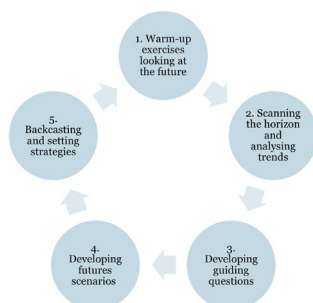 1. Warm-up
exercises
looking at
the future
2. Scanning
the horizon
and
analysing
trends
3.
Developing
guiding
questions
4.
Developing
futures
scenarios
5.
Backcasting
and setting
strategies